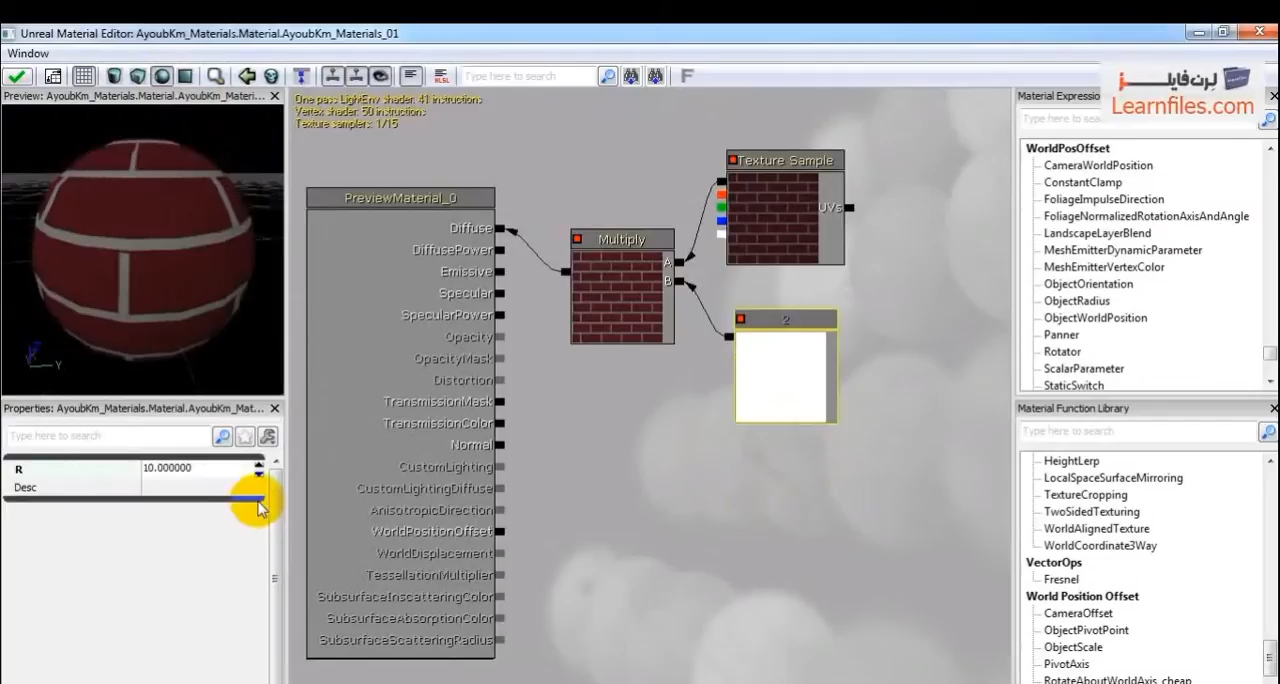 Unreal Material Editor: AyoubKm_Materials.Material.AyoubKm_Materials_01
Window
HLSL
Type here to search
F
لرن‌فایلز
Learnfiles.com
Preview: AyoubKm_Materials.Material.AyoubKm_Materi...
Y
Properties: AyoubKm_Materials.Material.AyoubKm_Mat...
Type here to search
R
10.000000
Desc
One pass LightEnv shader: 41 instructions
Vertex shader: 50 instructions
Texture samplers: 1/15
PreviewMaterial_0
Diffuse
DiffusePower
Emissive
Specular
SpecularPower
Opacity
OpacityMask
Distortion
TransmissionMask
TransmissionColor
Normal
CustomLighting
CustomLightingDiffuse
AnisotropicDirection
WorldPositionOffset
WorldDisplacement
TessellationMultiplier
SubsurfaceInscatteringColor
SubsurfaceAbsorptionColor
SubsurfaceScatteringRadius
Multiply
A
B
Texture Sample
UVs
2
Material Expres
Type here to
WorldPosOffset
CameraWorldPosition
ConstantClamp
FoliageImpulseDirection
FoliageNormalizedRotationAxisAndAngle
LandscapeLayerBlend
MeshEmitterDynamicParameter
MeshEmitterVertexColor
ObjectOrientation
ObjectRadius
ObjectWorldPosition
Panner
Rotator
ScalarParameter
StaticSwitch
Material Function Library
Type here to search
HeightLerp
LocalSpaceSurfaceMirroring
TextureCropping
TwoSidedTexturing
WorldAlignedTexture
WorldCoordinate3Way
VectorOps
Fresnel
World Position Offset
CameraOffset
ObjectPivotPoint
ObjectScale
PivotAxis
RotateAboutWorldAxis_cheap